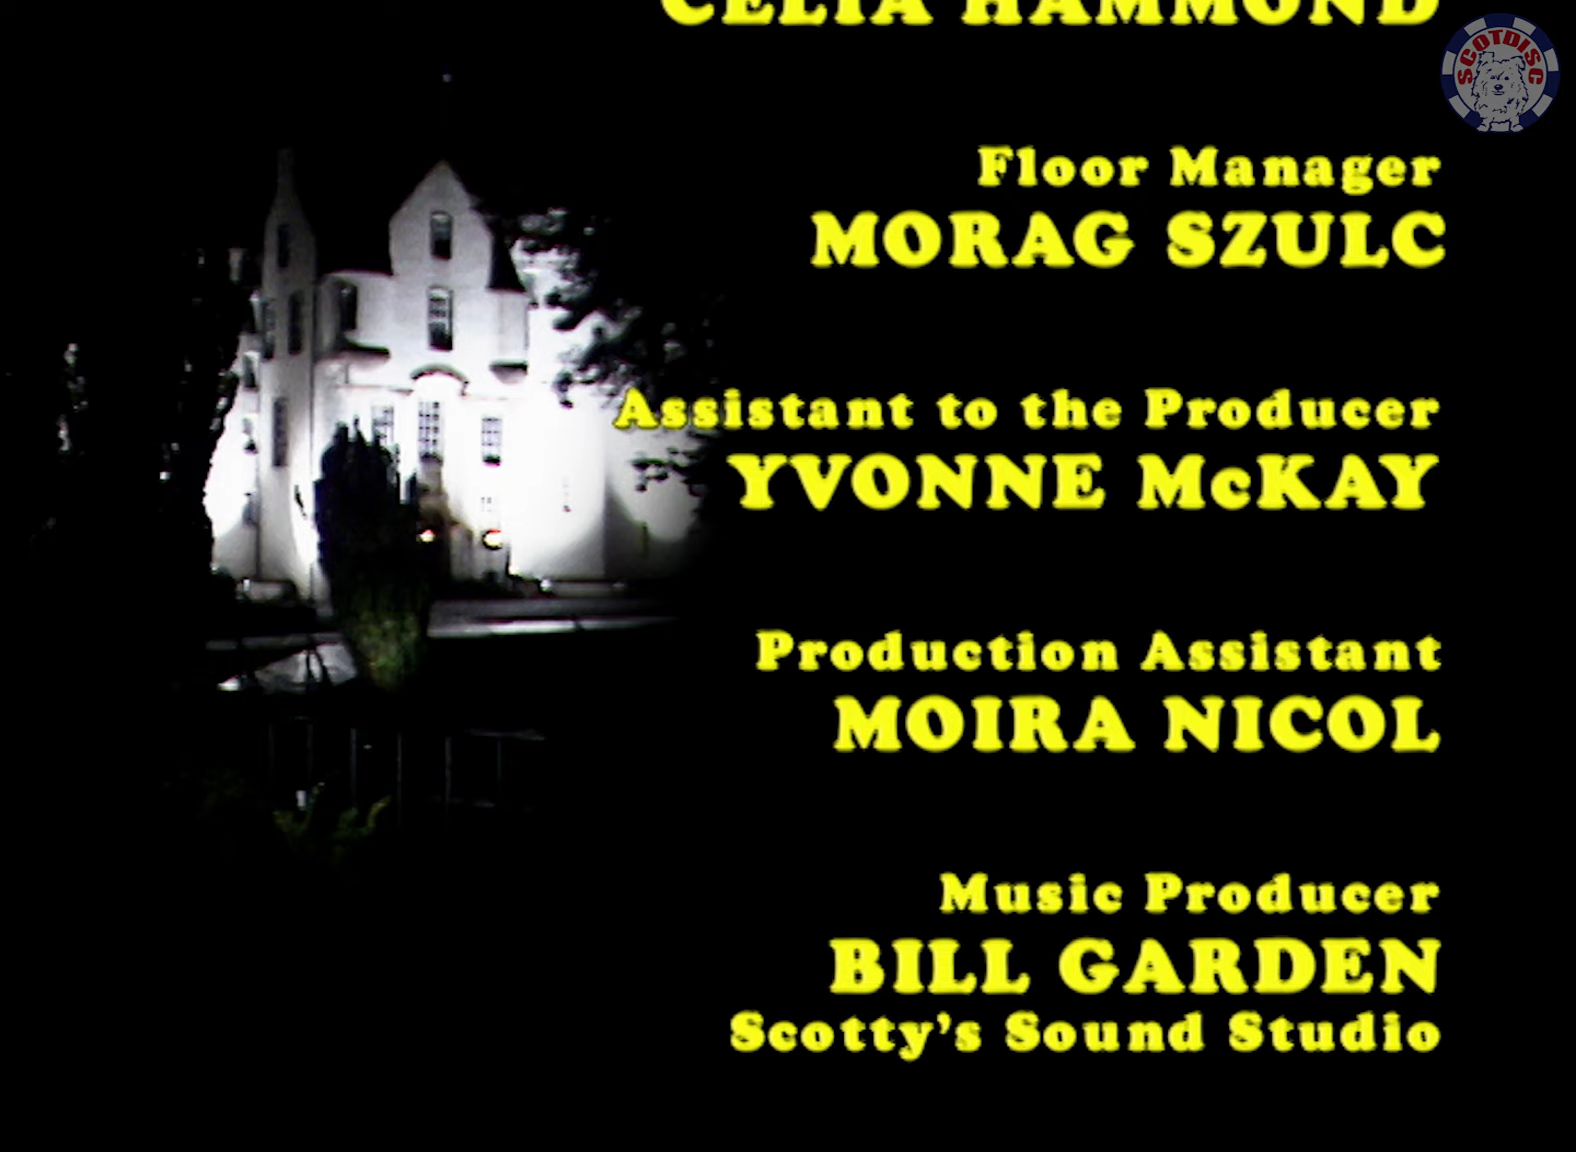 CELIA HAMMOND
SCOTDISC
Floor Manager
MORAG SZULC
Assistant to the Producer
YVONNE McKAY
Production Assistant
MOIRA NICOL
Music Producer
BILL GARDEN
Scotty's Sound Studio